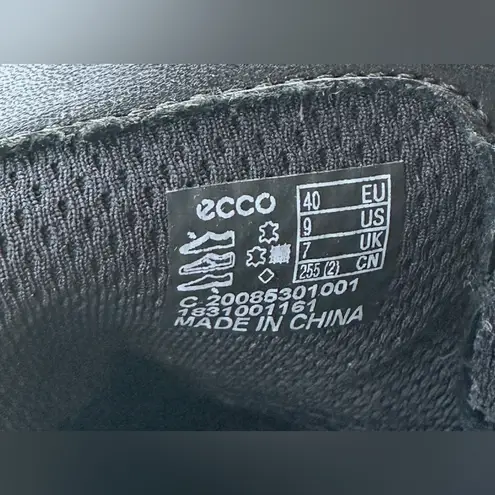 ecco
40 EU
9 US
7 UK
255 (2) CN
C 20085301001
1831001161
MADE IN CHINA